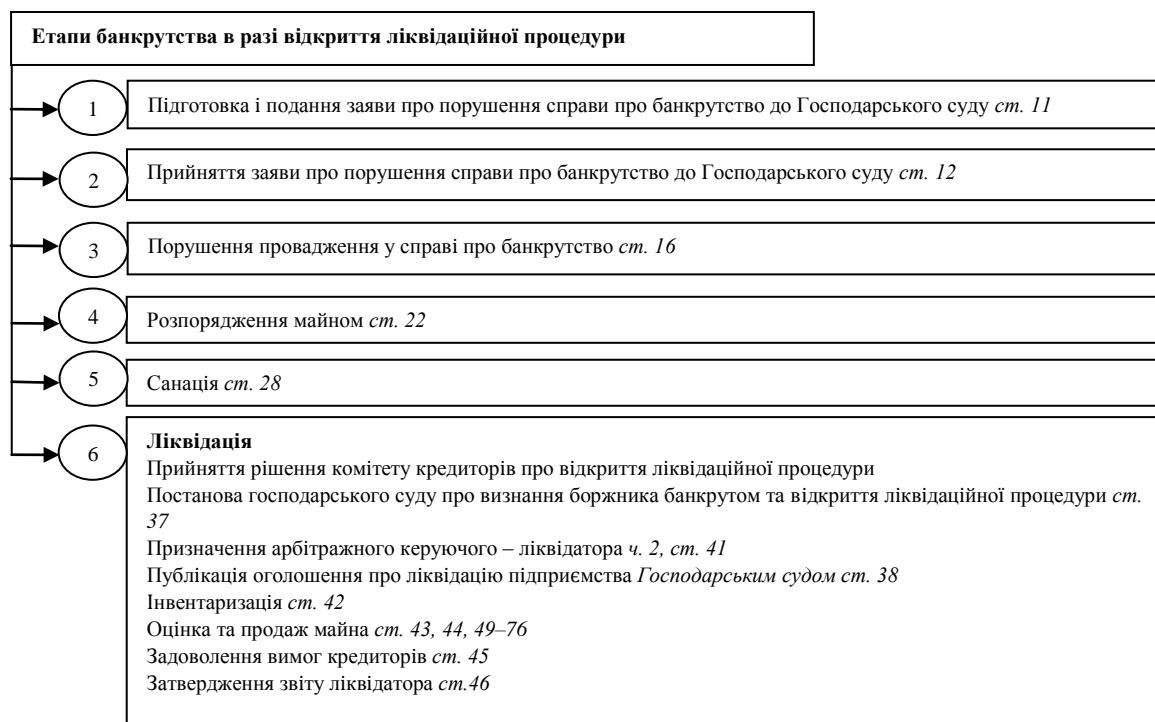 Етапи банкрутства в разі відкриття ліквідаційної процедури
1
Підготовка і подання заяви про порушення справи про банкрутство до Господарського суду ст. 11
2
Прийняття заяви про порушення справи про банкрутство до Господарського суду ст. 12
3
Порушення провадження у справі про банкрутство ст. 16
4
Розпорядження майном ст. 22
5
Санація ст. 28
6
Ліквідація
Прийняття рішення комітету кредиторів про відкриття ліквідаційної процедури
Постанова господарського суду про визнання боржника банкрутом та відкриття ліквідаційної процедури ст.
37
Призначення арбітражного керуючого – ліквідатора ч. 2, ст. 41
Публікація оголошення про ліквідацію підприємства Господарським судом ст. 38
Інвентаризація ст. 42
Оцінка та продаж майна ст. 43, 44, 49–76
Задоволення вимог кредиторів ст. 45
Затвердження звіту ліквідатора ст.46